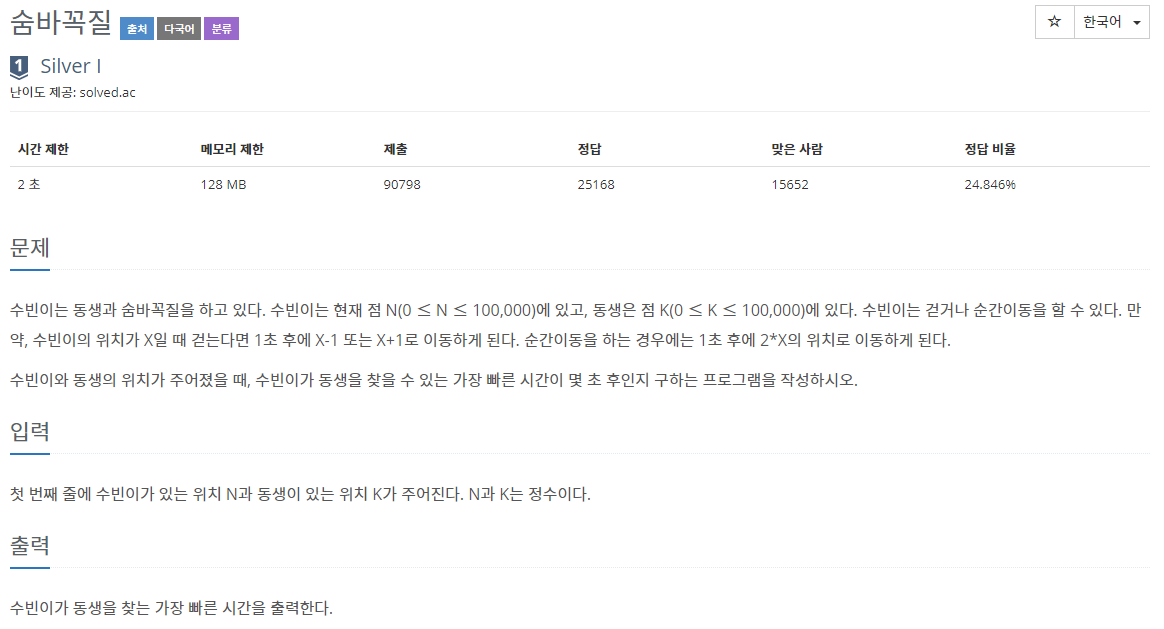 숨바꼭질 출처 다국어 분류
☆ 한국어
1 Silver I
난이도 제공: solved.ac
시간 제한 메모리 제한 제출 정답 맞은 사람 정답 비율
2 초 128 MB 90798 25168 15652 24.846%
문제
수빈이는 동생과 숨바꼭질을 하고 있다. 수빈이는 현재 점 N(0 ≤ N ≤ 100,000)에 있고, 동생은 점 K(0 ≤ K ≤ 100,000)에 있다. 수빈이는 걷거나 순간이동을 할 수 있다. 만
약, 수빈이의 위치가 X일 때 걷는다면 1초 후에 X-1 또는 X+1로 이동하게 된다. 순간이동을 하는 경우에는 1초 후에 2*X의 위치로 이동하게 된다.
수빈이와 동생의 위치가 주어졌을 때, 수빈이가 동생을 찾을 수 있는 가장 빠른 시간이 몇 초 후인지 구하는 프로그램을 작성하시오.
입력
첫 번째 줄에 수빈이가 있는 위치 N과 동생이 있는 위치 K가 주어진다. N과 K는 정수이다.
출력
수빈이가 동생을 찾는 가장 빠른 시간을 출력한다.